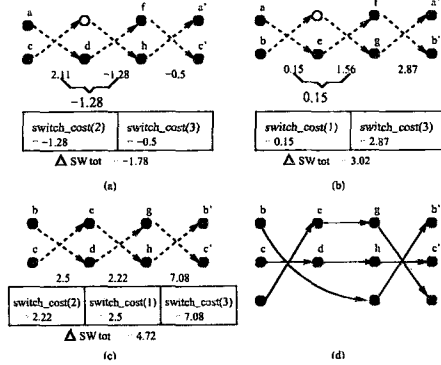 a f a'
c d h c'
2.11 -1.28 -0.5
-1.28
switch_cost(2) switch_cost(3)
-1.28 -0.5
Δ SW tot -1.78
(a)
a f a'
b e g b'
0.15 1.56 2.87
0.15
switch_cost(1) switch_cost(3)
0.15 2.87
Δ SW tot 3.02
(b)
b e g b'
c d h c'
2.5 2.22 7.08
switch_cost(2) switch_cost(1) switch_cost(3)
2.22 2.5 7.08
Δ SW tot 4.72
(c)
b e g b'
c d h c'
(d)